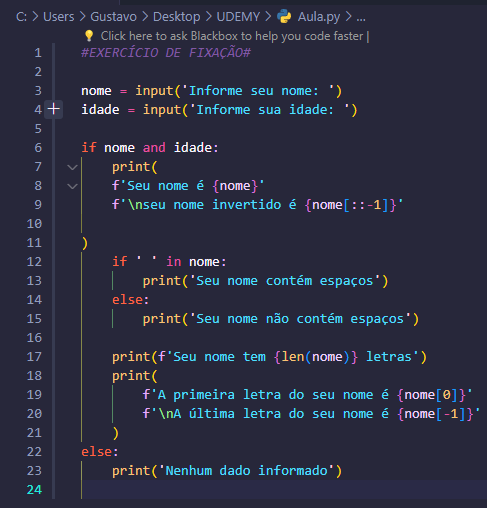 C: > Users > Gustavo > Desktop > UDEMY > Aula.py > ...
Click here to ask Blackbox to help you code faster |
1 #EXERCÍCIO DE FIXAÇÃO#
2
3 nome = input('Informe seu nome: ')
4 idade = input('Informe sua idade: ')
5
6 if nome and idade:
7     print(
8     f'Seu nome é {nome}'
9     f'\nseu nome invertido é {nome[::-1]}'
10
11 )
12     if ' ' in nome:
13         print('Seu nome contém espaços')
14     else:
15         print('Seu nome não contém espaços')
16
17     print(f'Seu nome tem {len(nome)} letras')
18     print(
19         f'A primeira letra do seu nome é {nome[0]}'
20         f'\nA última letra do seu nome é {nome[-1]}'
21     )
22 else:
23     print('Nenhum dado informado')
24